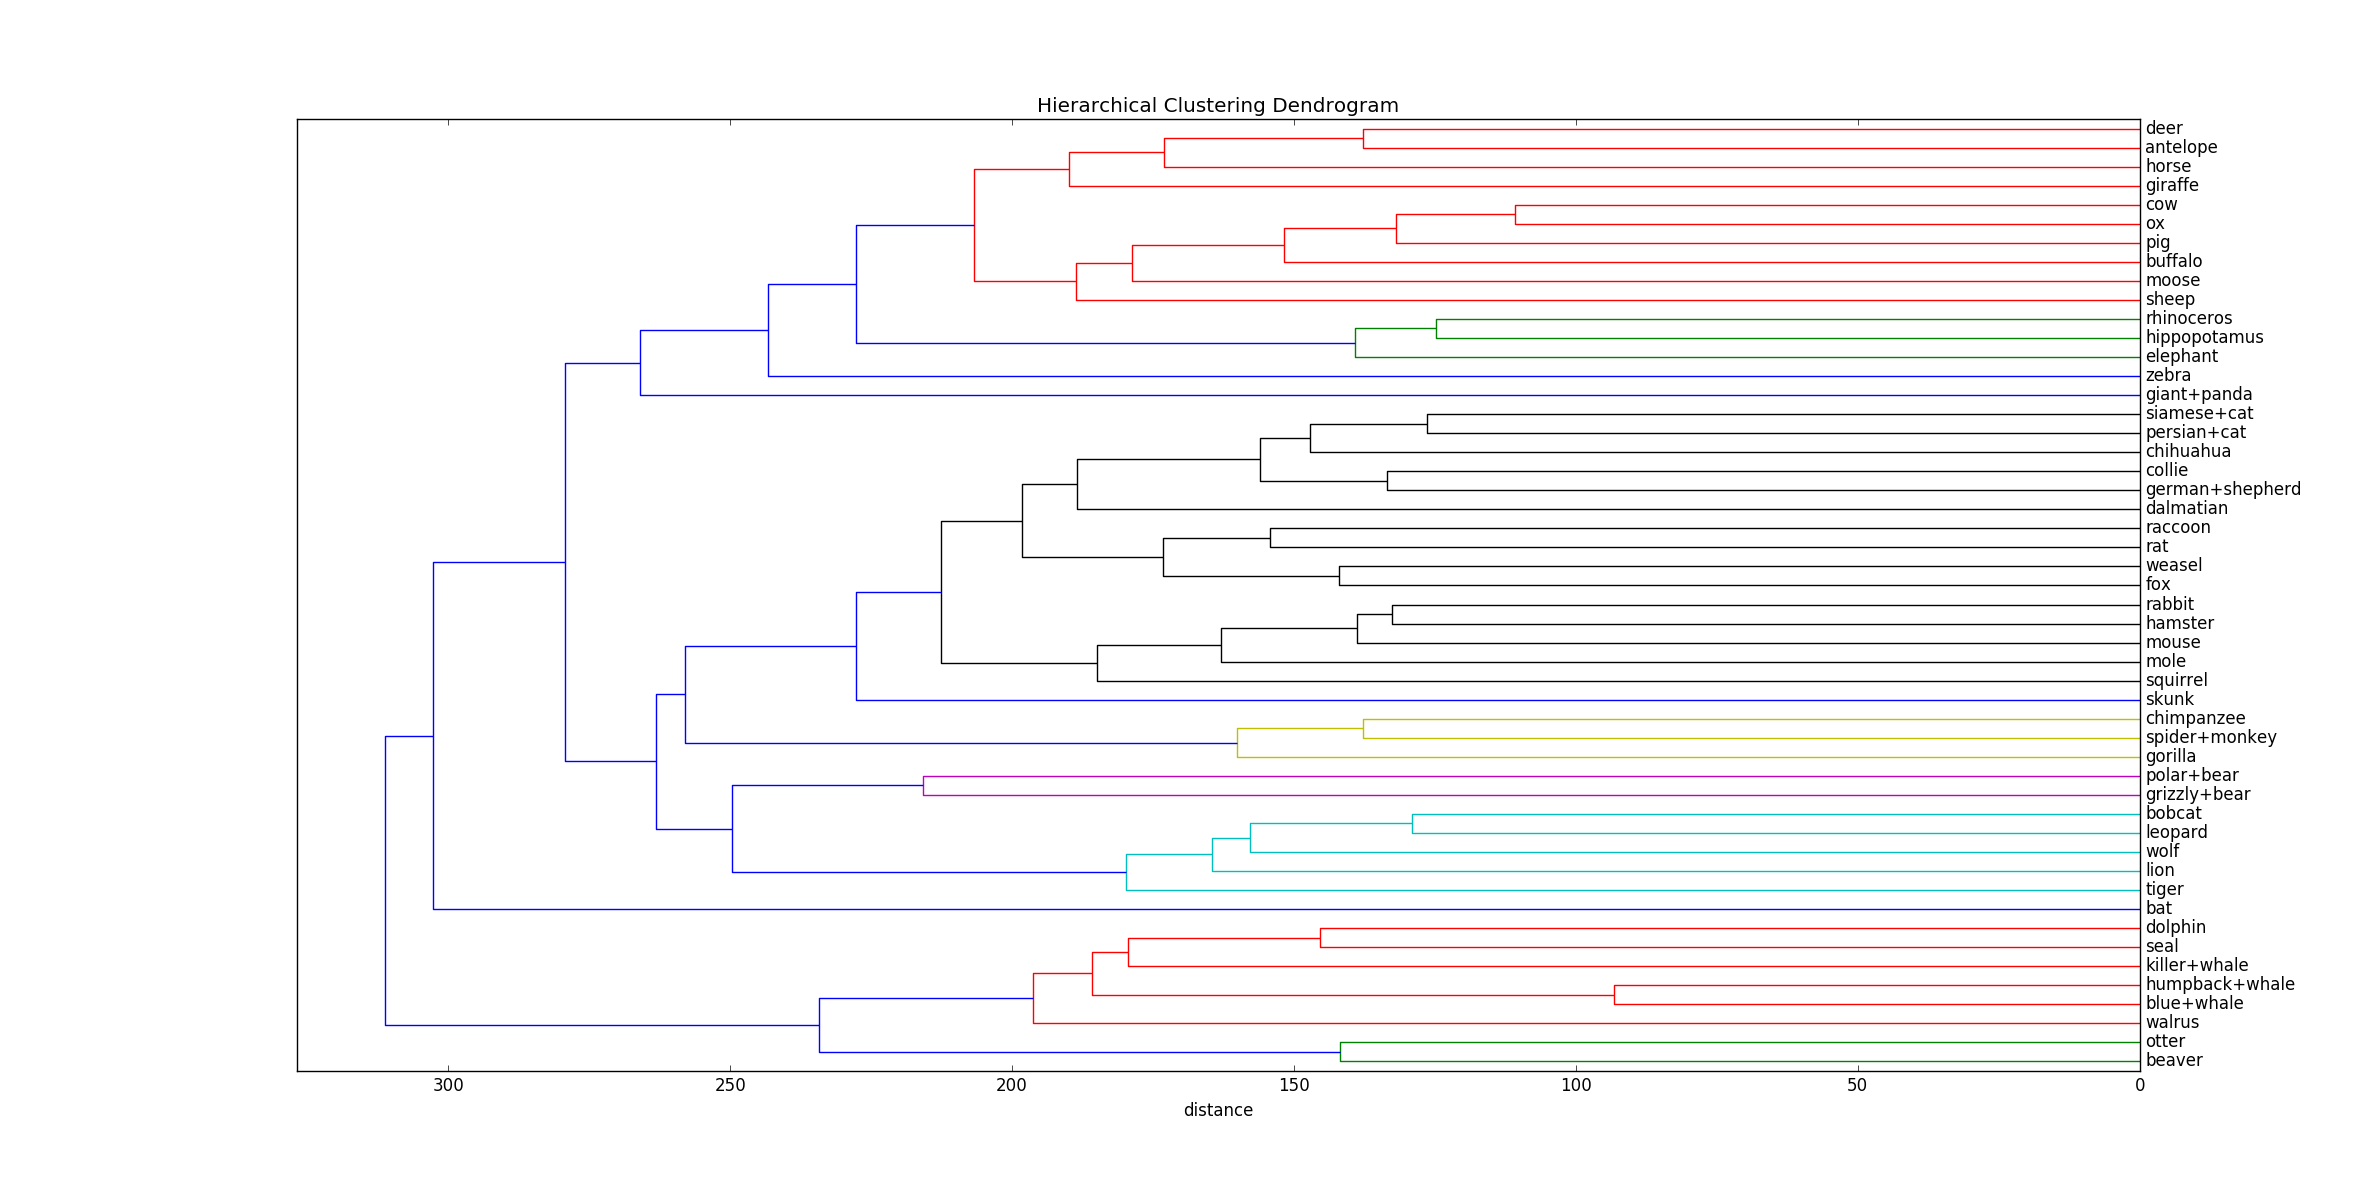 Hierarchical Clustering Dendrogram
deer
antelope
horse
giraffe
cow
ox
pig
buffalo
moose
sheep
rhinoceros
hippopotamus
elephant
zebra
giant+panda
siamese+cat
persian+cat
chihuahua
collie
german+shepherd
dalmatian
raccoon
rat
weasel
fox
rabbit
hamster
mouse
mole
squirrel
skunk
chimpanzee
spider+monkey
gorilla
polar+bear
grizzly+bear
bobcat
leopard
wolf
lion
tiger
bat
dolphin
seal
killer+whale
humpback+whale
blue+whale
walrus
otter
beaver
300 250 200 150 100 50 0
distance